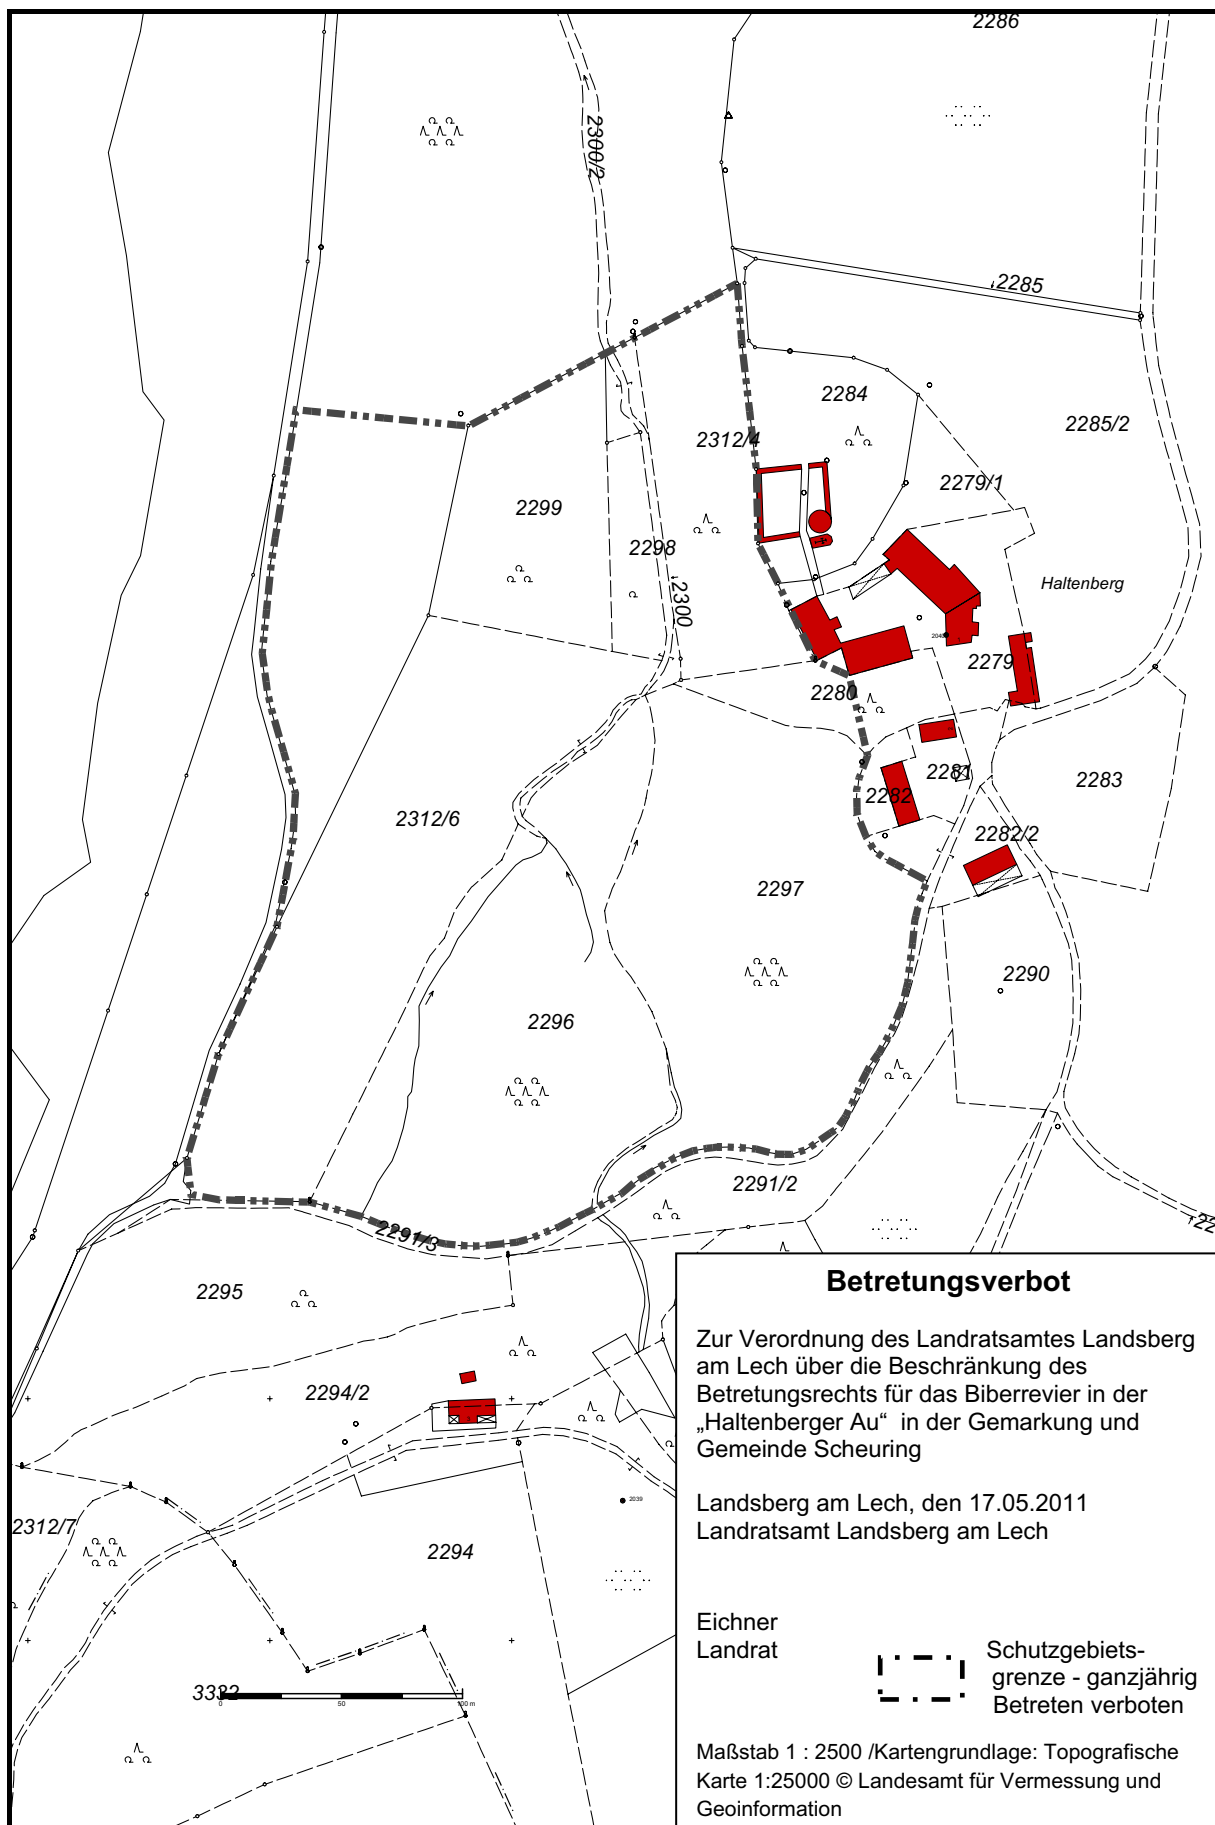 2286
2300/2
2285
2284
2285/2
2312/4
2279/1
2299
2298
2300
Haltenberg
2040
2279
2280
2281
2283
2282
2312/6
2282/2
2297
2290
2296
2291/2
22
2291/3
2295
2294/2
2039
2312/7
2294
3332
0 50 100 m
Betretungsverbot
Zur Verordnung des Landratsamtes Landsberg
am Lech über die Beschränkung des
Betretungsrechts für das Biberrevier in der
„Haltenberger Au“ in der Gemarkung und
Gemeinde Scheuring
Landsberg am Lech, den 17.05.2011
Landratsamt Landsberg am Lech
Eichner
Landrat
Schutzgebiets-
grenze - ganzjährig
Betreten verboten
Maßstab 1 : 2500 /Kartengrundlage: Topografische
Karte 1:25000 © Landesamt für Vermessung und
Geoinformation